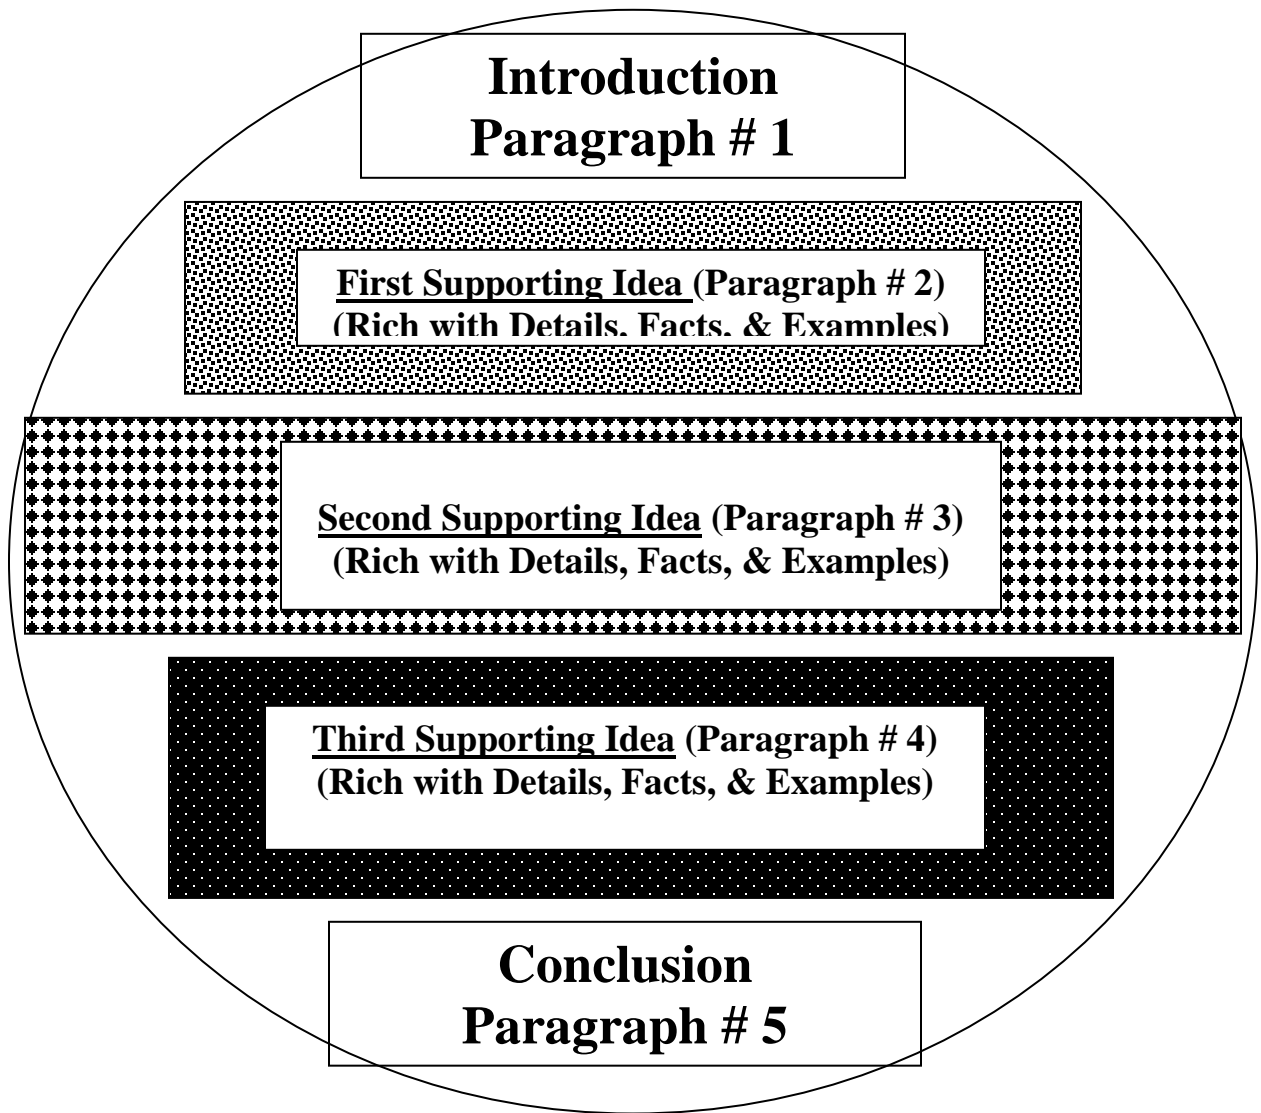 Introduction
Paragraph # 1
First Supporting Idea (Paragraph # 2)
(Rich with Details, Facts, & Examples)
Second Supporting Idea (Paragraph # 3)
(Rich with Details, Facts, & Examples)
Third Supporting Idea (Paragraph # 4)
(Rich with Details, Facts, & Examples)
Conclusion
Paragraph # 5